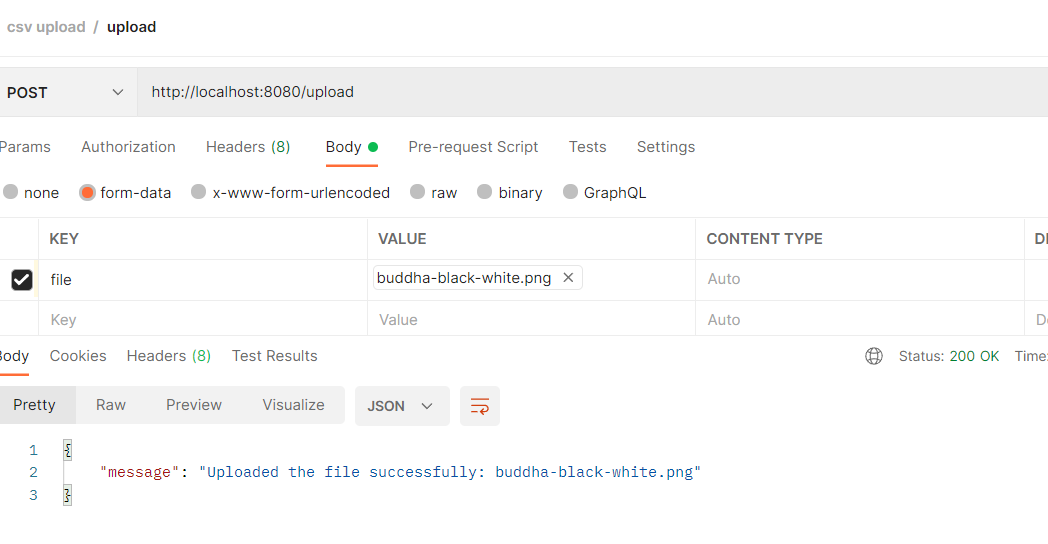 csv upload / upload
POST http://localhost:8080/upload
Params Authorization Headers (8) Body Pre-request Script Tests Settings
none form-data x-www-form-urlencoded raw binary GraphQL
KEY VALUE CONTENT TYPE
file buddha-black-white.png Auto
Key Value Auto
Body Cookies Headers (8) Test Results Status: 200 OK Time:
Pretty Raw Preview Visualize JSON
1 {
2 "message": "Uploaded the file successfully: buddha-black-white.png"
3 }